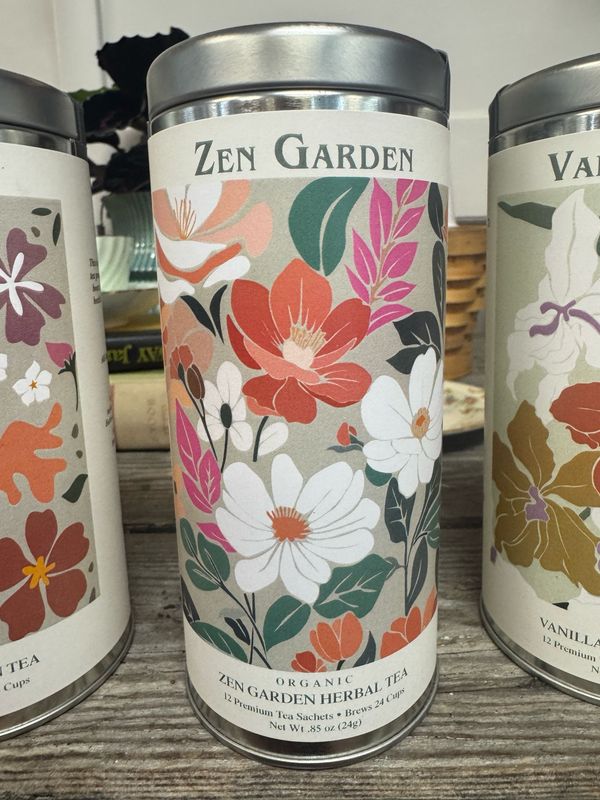 ZEN GARDEN
ORGANIC
ZEN GARDEN HERBAL TEA
12 Premium Tea Sachets • Brews 24 Cups
Net Wt .85 oz (24g)
TEA
Cups
VANILLA
12 Premium